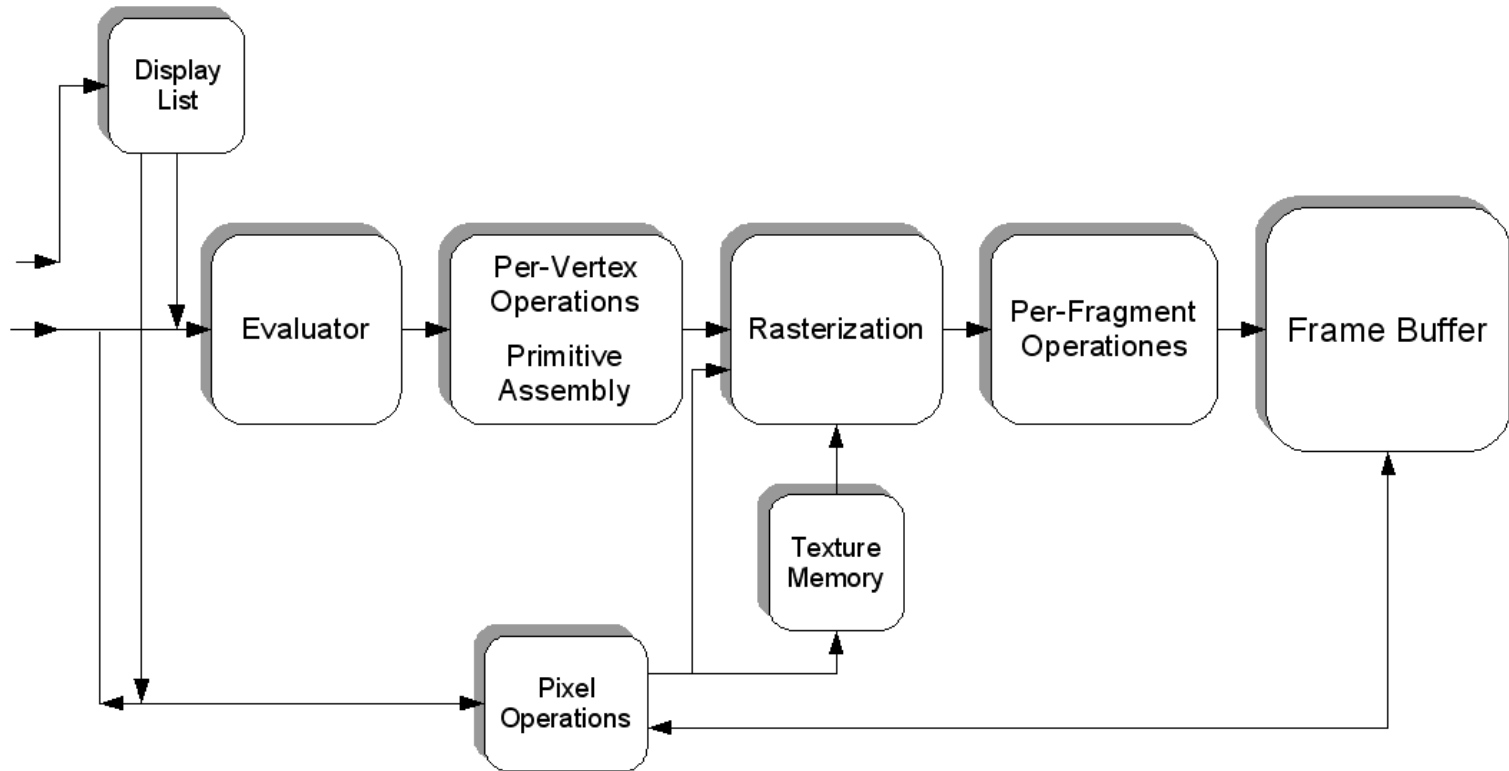 Display
List
Evaluator
Per-Vertex
Operations
Primitive
Assembly
Rasterization
Per-Fragment
Operationes
Frame Buffer
Texture
Memory
Pixel
Operations